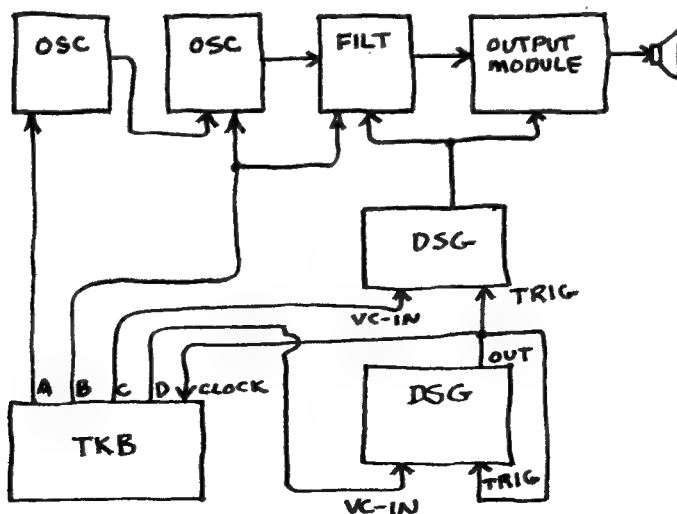 OSC
OSC
FILT
OUTPUT
MODULE
DSG
TRIG
VC-IN
OUT
A B C D CLOCK
DSG
TKB
TRIG
VC-IN